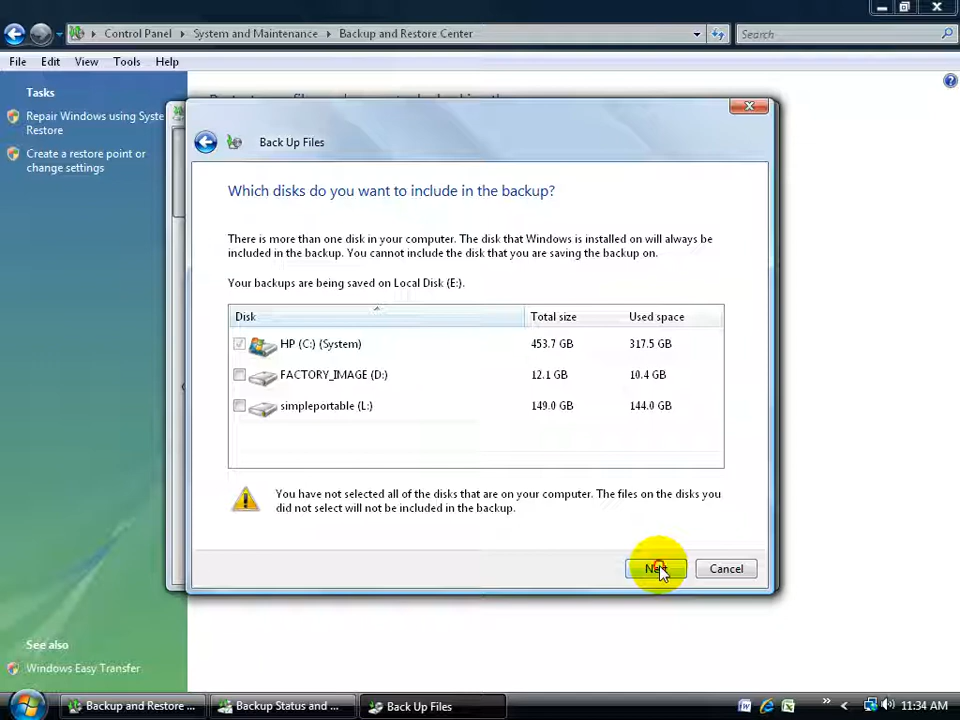 Control Panel
System and Maintenance
Backup and Restore Center
Search
File Edit View Tools Help
Tasks
Repair Windows using Syste
Restore
Create a restore point or
change settings
Back Up Files
Which disks do you want to include in the backup?
There is more than one disk in your computer. The disk that Windows is installed on will always be
included in the backup. You cannot include the disk that you are saving the backup on.
Your backups are being saved on Local Disk (E:).
Disk Total size Used space
HP (C:) (System) 453.7 GB 317.5 GB
FACTORY_IMAGE (D:) 12.1 GB 10.4 GB
simpleportable (L:) 149.0 GB 144.0 GB
You have not selected all of the disks that are on your computer. The files on the disks you
did not select will not be included in the backup.
Cancel
See also
Windows Easy Transfer
Backup and Restore ...
Backup Status and ...
Back Up Files
11:34 AM